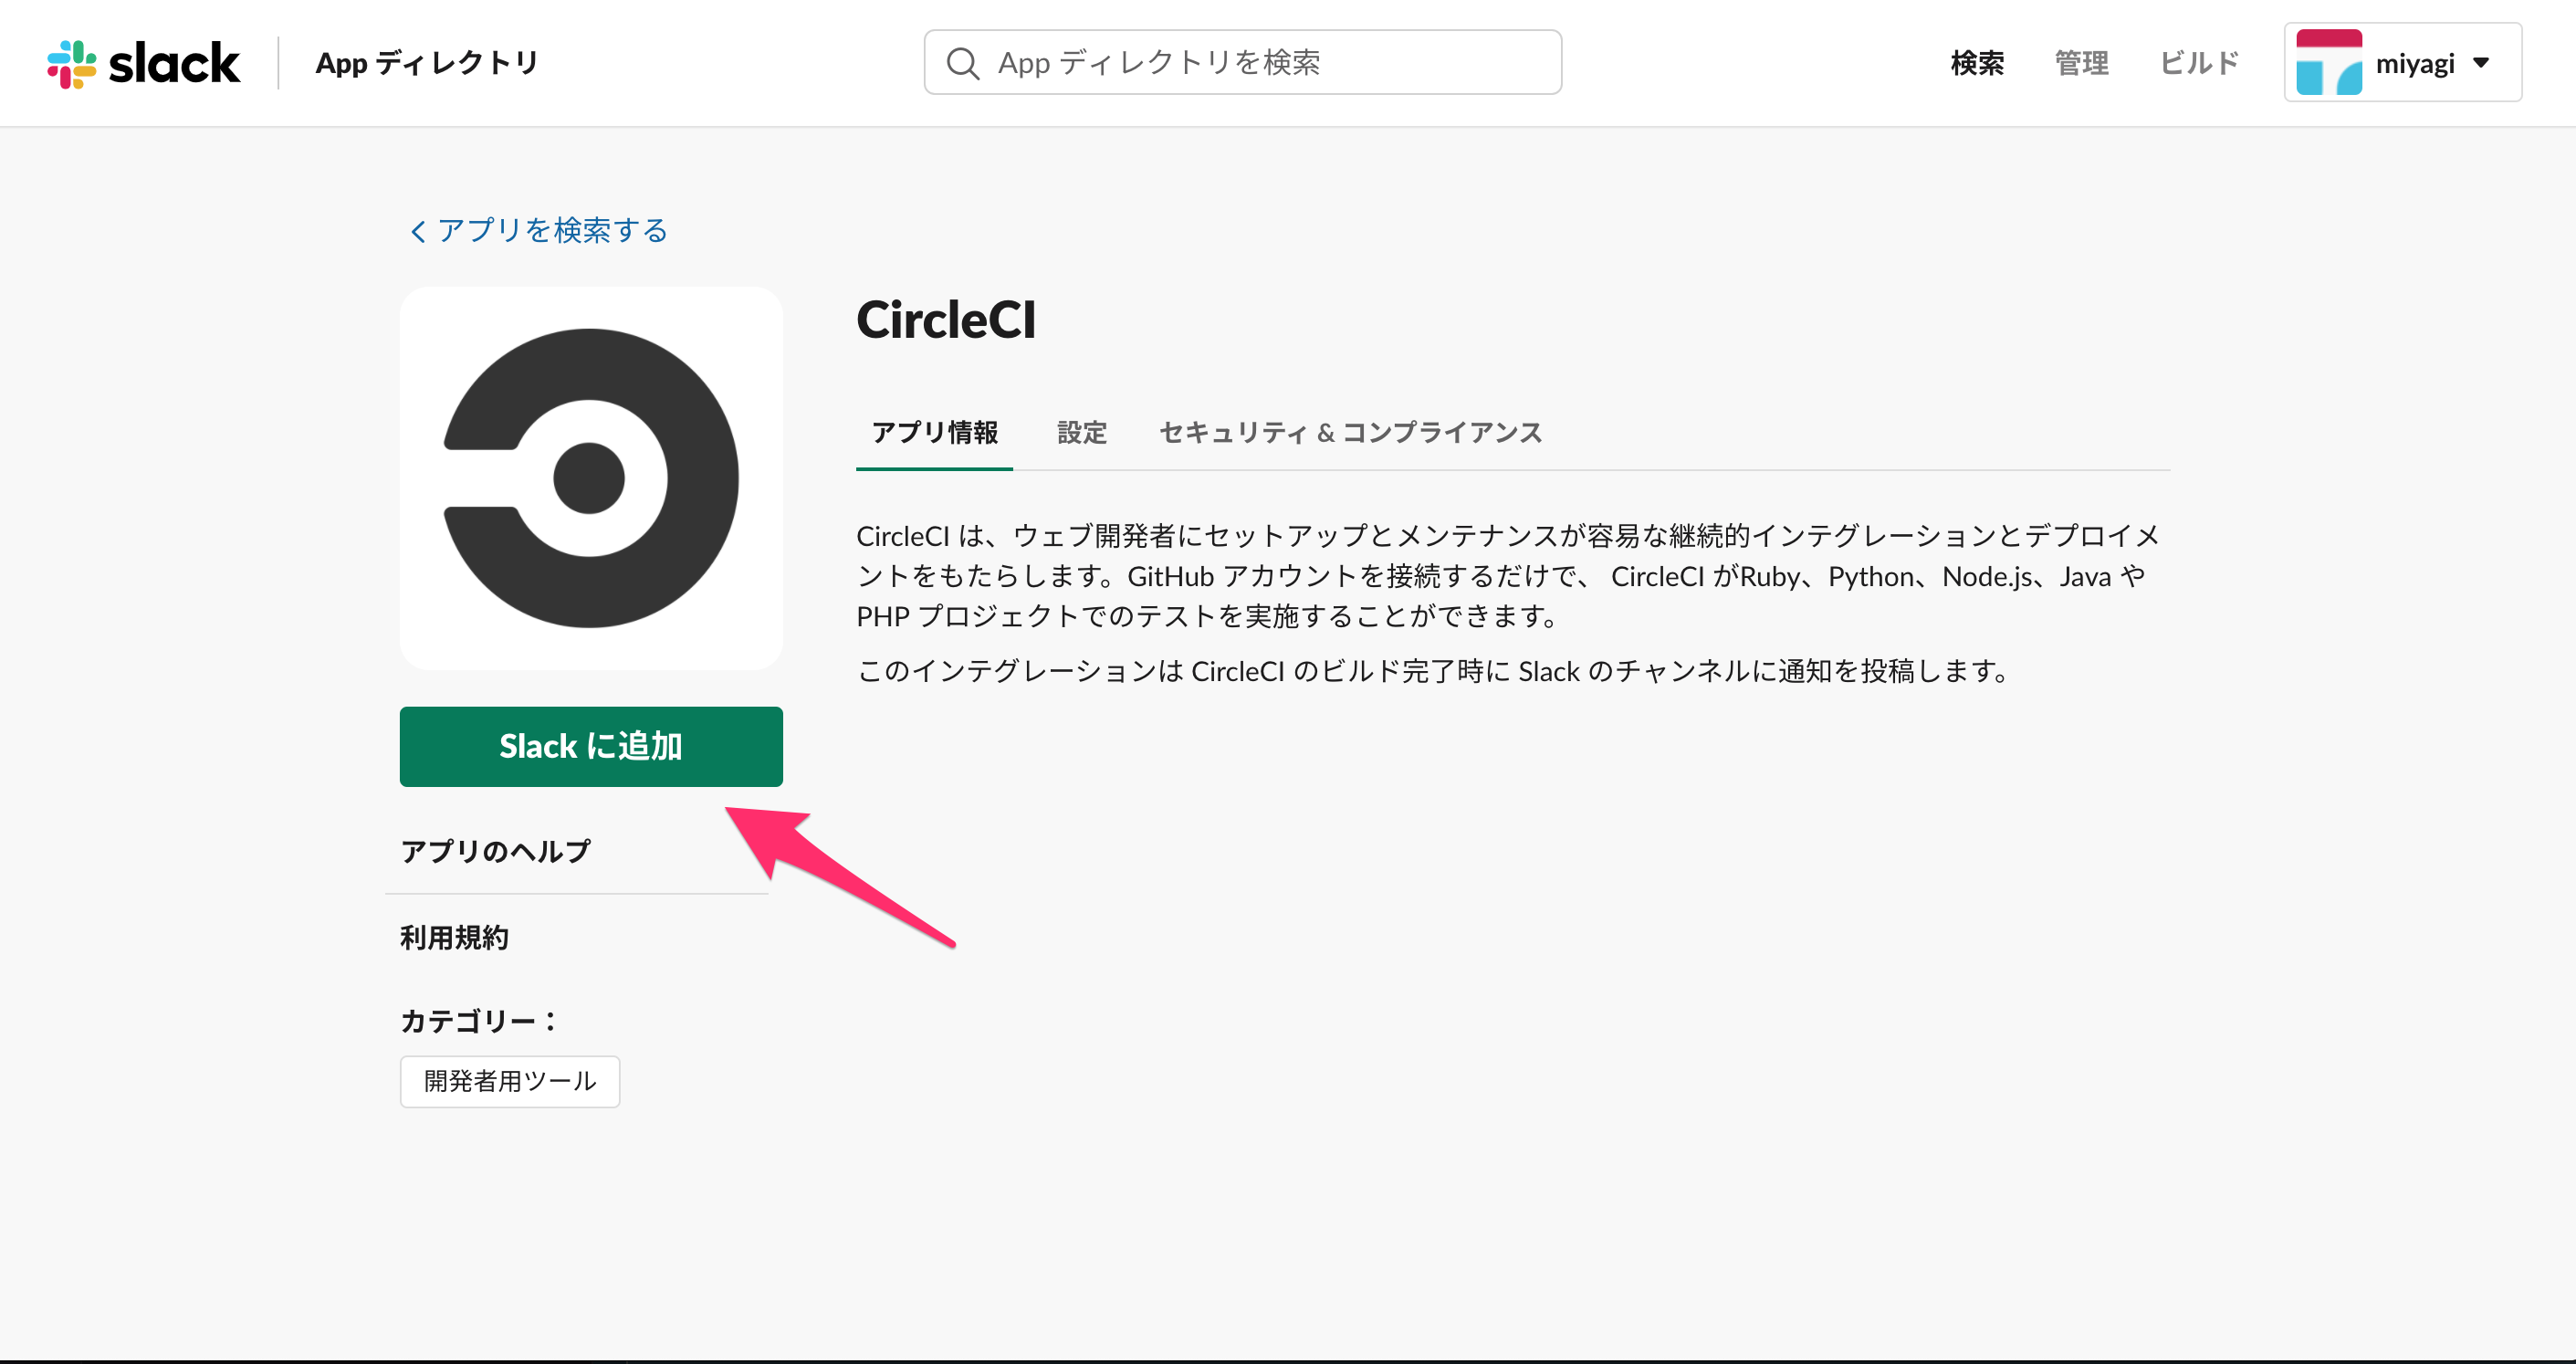 slack
App ディレクトリ
App ディレクトリを検索
検索
管理
ビルド
miyagi
アプリを検索する
CircleCI
アプリ情報
設定
セキュリティ & コンプライアンス
CircleCI は、ウェブ開発者にセットアップとメンテナンスが容易な継続的インテグレーションとデプロイメ
ントをもたらします。GitHub アカウントを接続するだけで、 CircleCI がRuby、Python、Node.js、Java や
PHP プロジェクトでのテストを実施することができます。
このインテグレーションは CircleCI のビルド完了時に Slack のチャンネルに通知を投稿します。
Slack に追加
アプリのヘルプ
利用規約
カテゴリー：
開発者用ツール